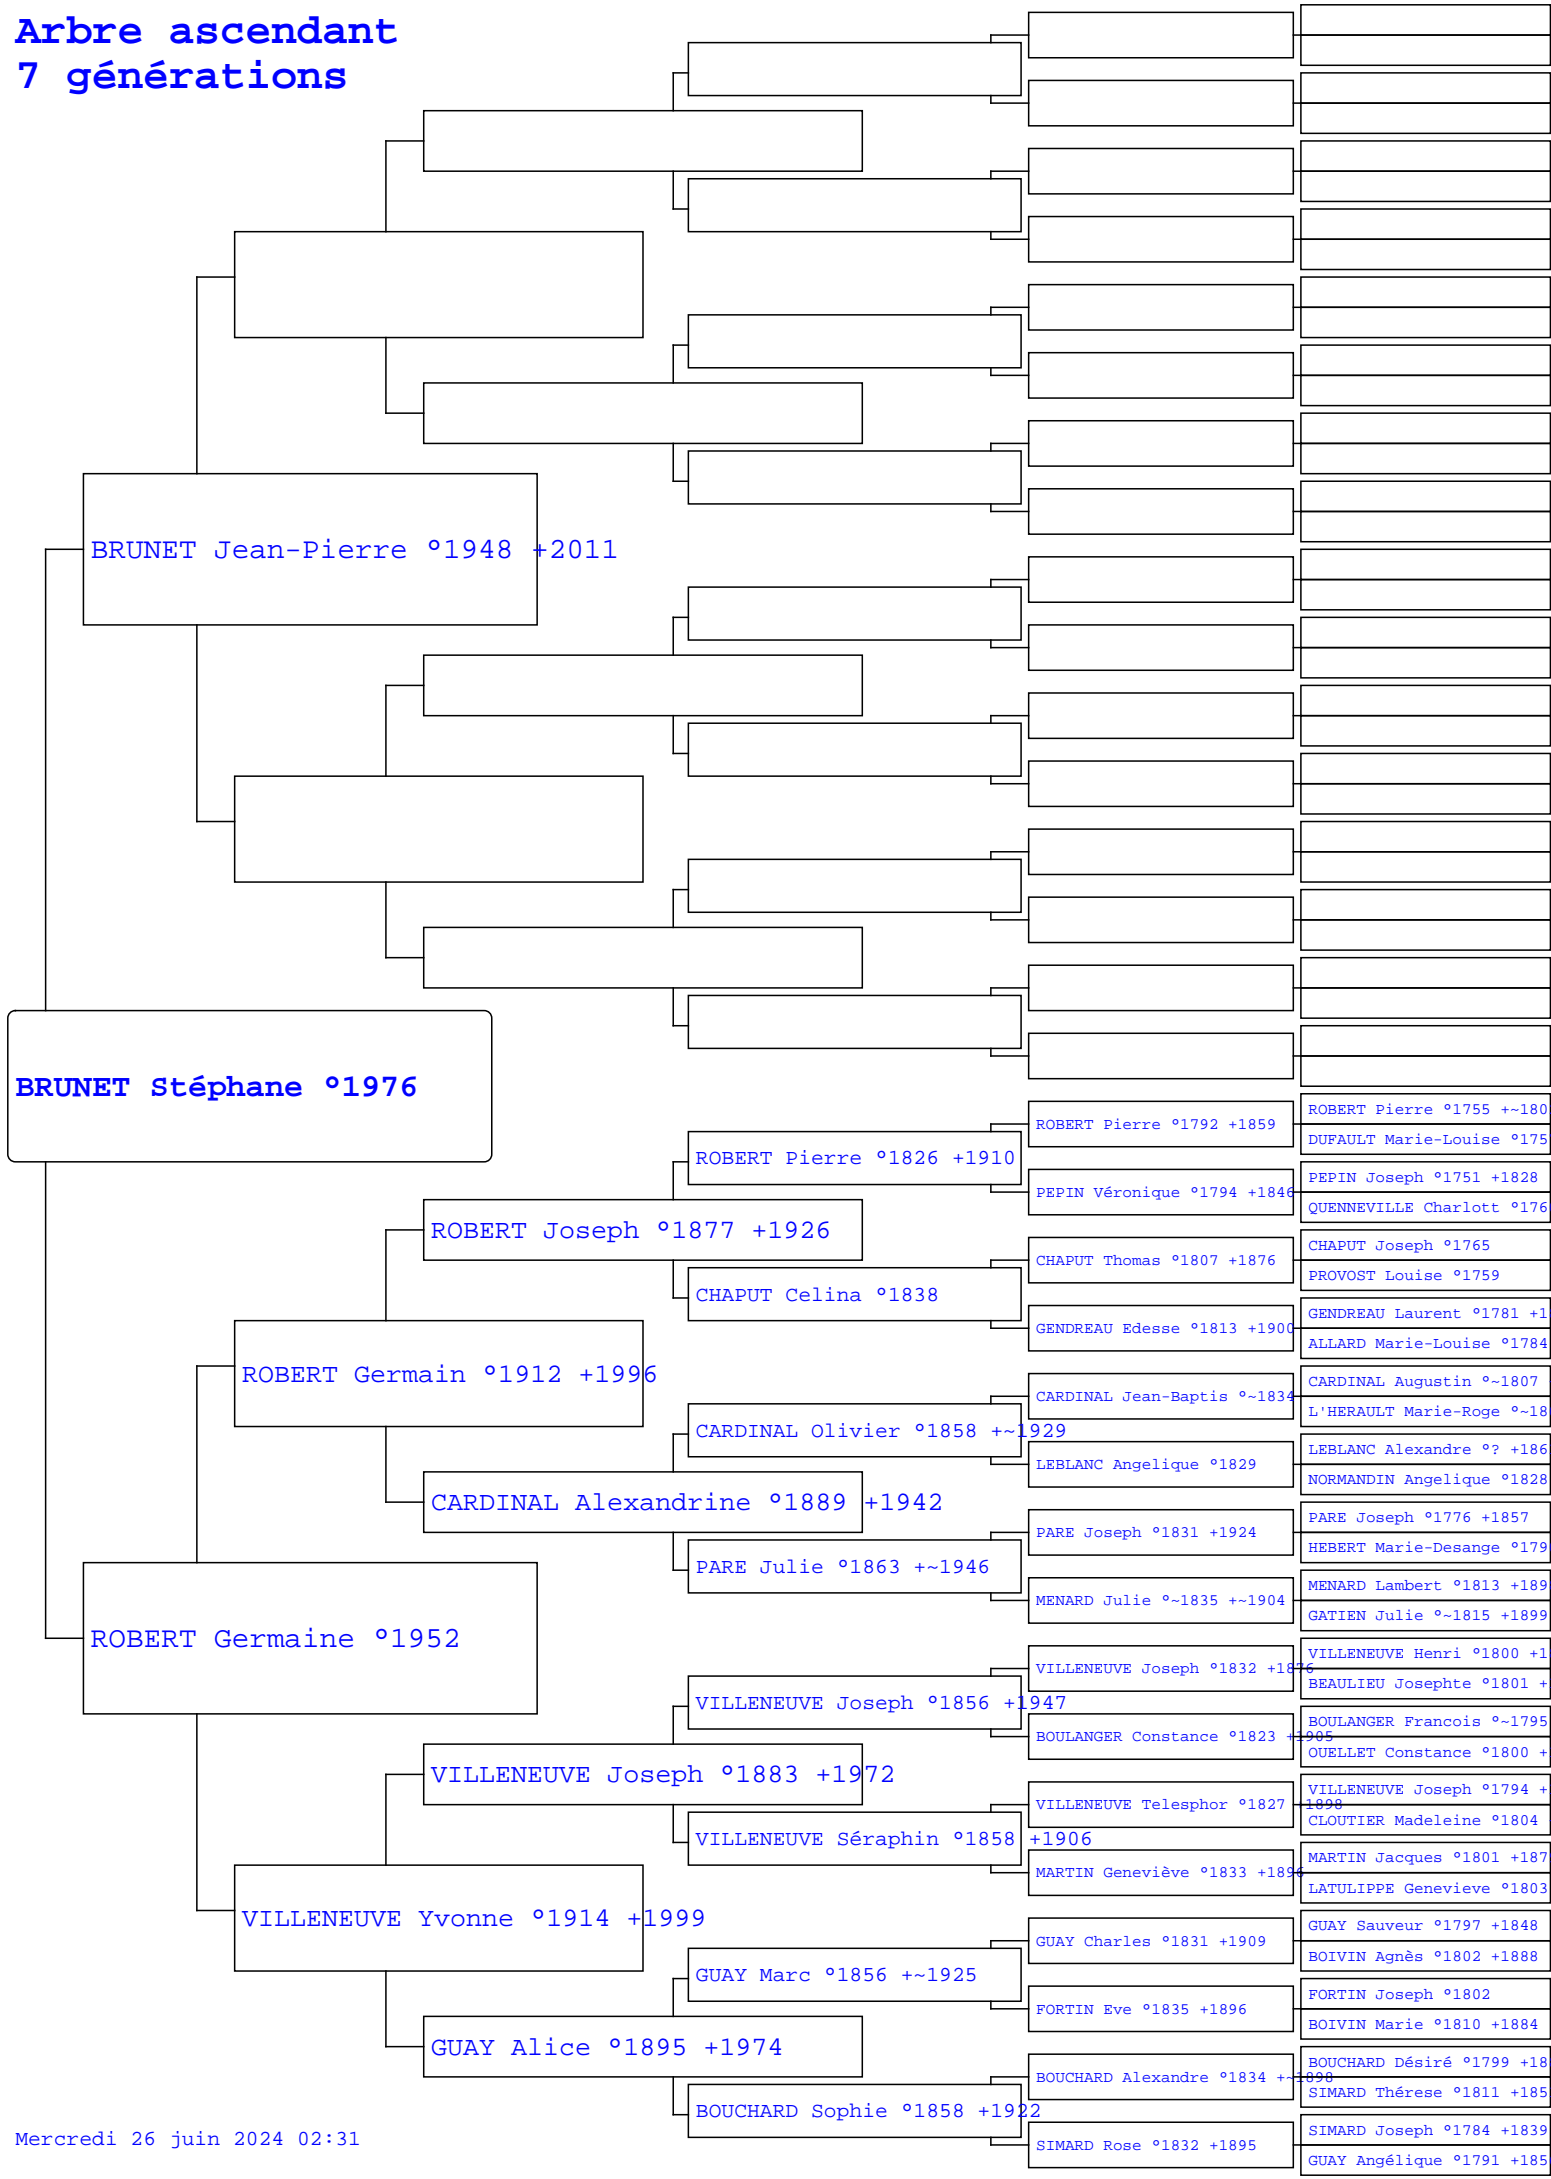 Arbre ascendant
7 générations
BRUNET Jean-Pierre °1948 +2011
BRUNET Stéphane °1976
ROBERT Pierre °1755 +~180
ROBERT Pierre °1792 +1859
DUFAULT Marie-Louise °175
ROBERT Pierre °1826 +1910
PEPIN Joseph °1751 +1828
PEPIN Véronique °1794 +1846
QUENNEVILLE Charlott °176
ROBERT Joseph °1877 +1926
CHAPUT Joseph °1765
CHAPUT Thomas °1807 +1876
PROVOST Louise °1759
CHAPUT Celina °1838
GENDREAU Laurent °1781 +1
GENDREAU Edesse °1813 +1900
ALLARD Marie-Louise °1784
ROBERT Germain °1912 +1996
CARDINAL Augustin °~1807
CARDINAL Jean-Baptis °~1834
L'HERAULT Marie-Roge °~18
CARDINAL Olivier °1858 +~1929
LEBLANC Alexandre °? +186
LEBLANC Angelique °1829
NORMANDIN Angelique °1828
CARDINAL Alexandrine °1889 +1942
PARE Joseph °1776 +1857
PARE Joseph °1831 +1924
HEBERT Marie-Desange °179
PARE Julie °1863 +~1946
MENARD Lambert °1813 +189
MENARD Julie °~1835 +~1904
GATIEN Julie °~1815 +1899
ROBERT Germaine °1952
VILLENEUVE Henri °1800 +1
VILLENEUVE Joseph °1832 +1876
BEAULIEU Josephte °1801 +
VILLENEUVE Joseph °1856 +1947
BOULANGER Francois °~1795
BOULANGER Constance °1823 +1905
OUELLET Constance °1800 +
VILLENEUVE Joseph °1883 +1972
VILLENEUVE Joseph °1794 +
VILLENEUVE Telesphor °1827 +1898
CLOUTIER Madeleine °1804
VILLENEUVE Séraphin °1858 +1906
MARTIN Jacques °1801 +187
MARTIN Geneviève °1833 +1896
LATULIPPE Genevieve °1803
VILLENEUVE Yvonne °1914 +1999
GUAY Sauveur °1797 +1848
GUAY Charles °1831 +1909
BOIVIN Agnès °1802 +1888
GUAY Marc °1856 +~1925
FORTIN Joseph °1802
FORTIN Eve °1835 +1896
BOIVIN Marie °1810 +1884
GUAY Alice °1895 +1974
BOUCHARD Désiré °1799 +18
BOUCHARD Alexandre °1834 +~1898
SIMARD Thérese °1811 +185
BOUCHARD Sophie °1858 +1922
SIMARD Joseph °1784 +1839
SIMARD Rose °1832 +1895
GUAY Angélique °1791 +185
Mercredi 26 juin 2024 02:31